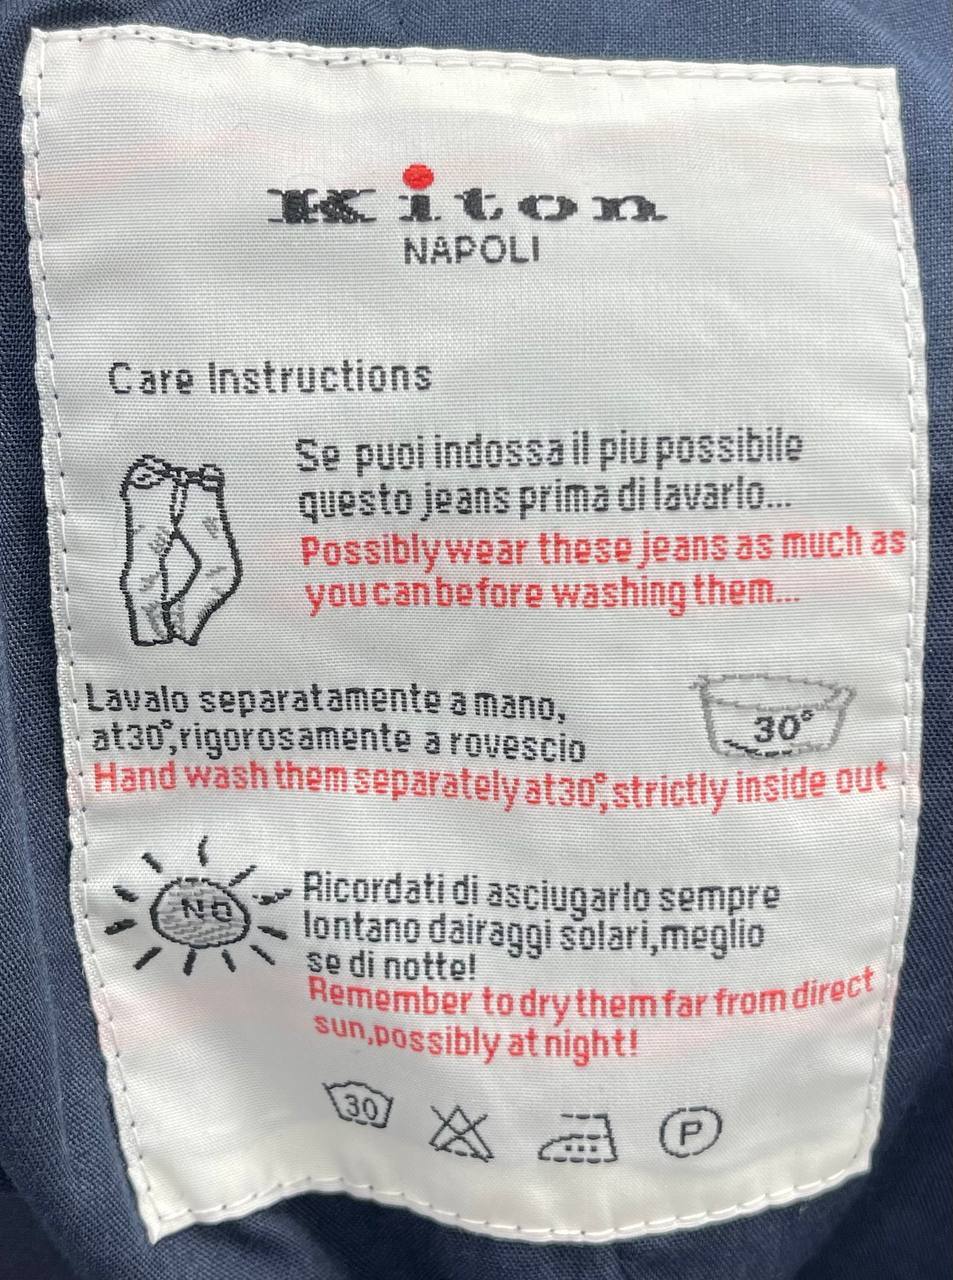 Kiton
NAPOLI
Care Instructions
Se puoi indossa il piu possibile
questo jeans prima di lavarlo...
Possibly wear these jeans as much as
you can before washing them...
Lavalo separatamente a mano,
at30°,rigorosamente a rovescio
30°
Hand wash them separately at30°,strictly inside out
NO
Ricordati di asciugarlo sempre
lontano dairaggi solari,meglio
se di notte!
Remember to dry them far from direct
sun,possibly at night!
30
P